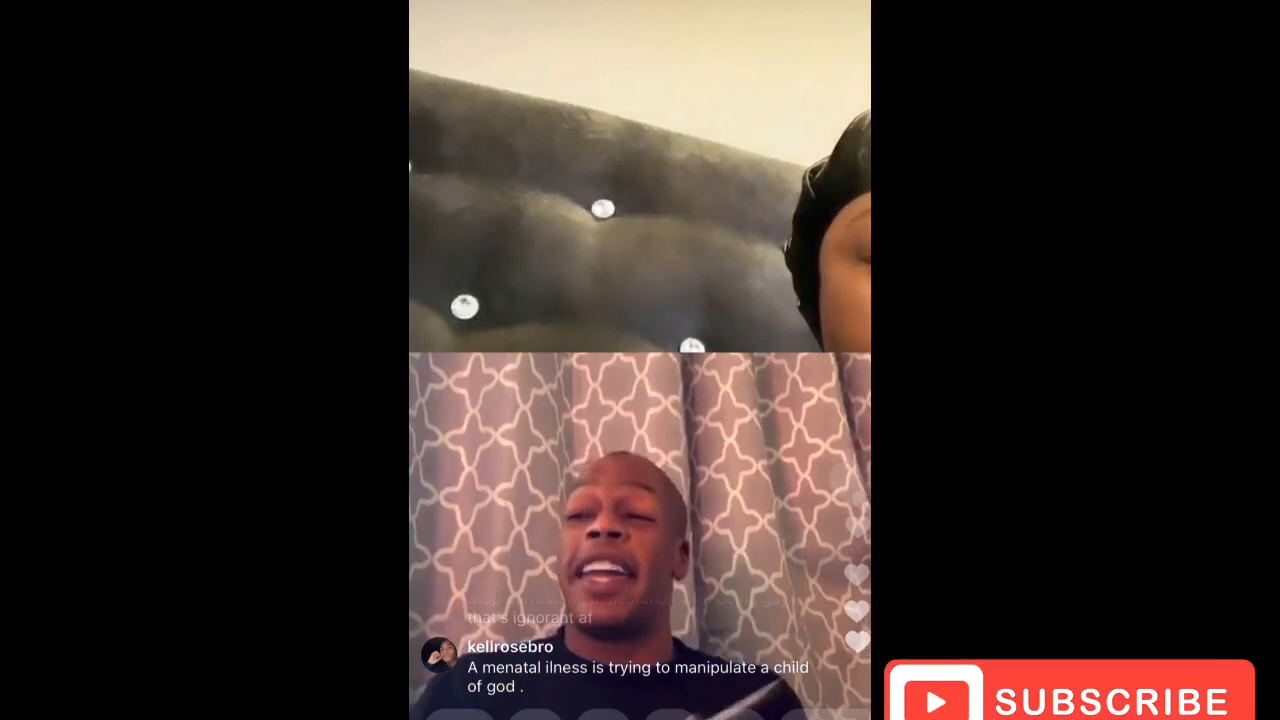 that's ignorant af
kellrosebro
A menatal ilness is trying to manipulate a child
of god .
SUBSCRIBE